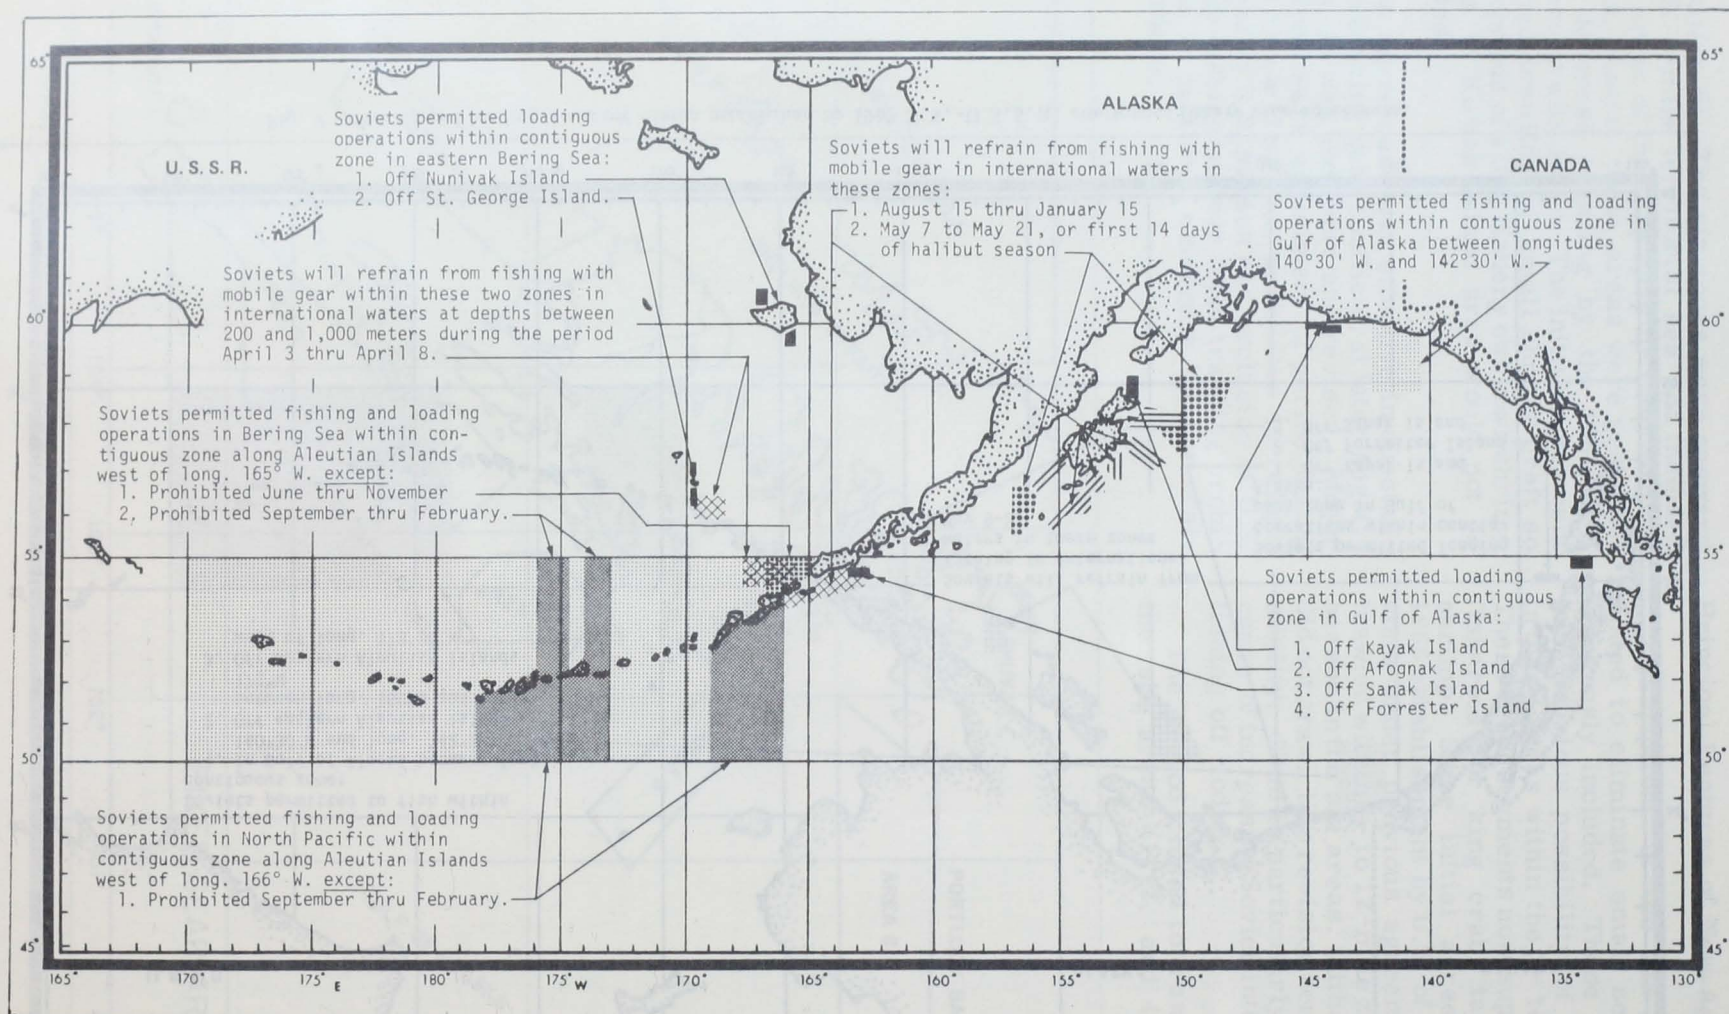 ALASKA
U.S.S.R.
CANADA
Soviets permitted loading
operations within contiguous
zone in eastern Bering Sea:
1. Off Nunivak Island
2. Off St. George Island.
Soviets will refrain from fishing with
mobile gear in international waters in
these zones:
1. August 15 thru January 15
2. May 7 to May 21, or first 14 days
of halibut season
Soviets permitted fishing and loading
operations within contiguous zone in
Gulf of Alaska between longitudes
140°30' W. and 142°30' W.
Soviets will refrain from fishing with
mobile gear within these two zones in
international waters at depths between
200 and 1,000 meters during the period
April 3 thru April 8.
Soviets permitted fishing and loading
operations in Bering Sea within con-
tiguous zone along Aleutian Islands
west of long. 165° W. except:
1. Prohibited June thru November
2. Prohibited September thru February.
Soviets permitted loading
operations within contiguous
zone in Gulf of Alaska:
1. Off Kayak Island
2. Off Afognak Island
3. Off Sanak Island
4. Off Forrester Island
Soviets permitted fishing and loading
operations in North Pacific within
contiguous zone along Aleutian Islands
west of long. 166° W. except:
1. Prohibited September thru February.
65° 65°
60° 60°
55° 55°
50° 50°
45° 45°
165° 170° 175° E 180° 175° W 170° 165° 160° 155° 150° 145° 140° 135° 130°